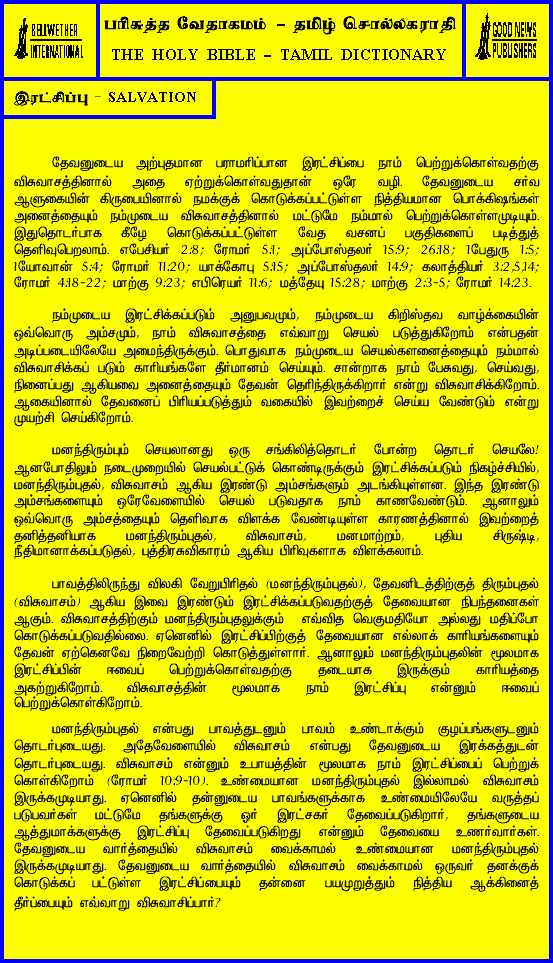 BELLWETHER
INTERNATIONAL
பரிசுத்த வேதாகமம் - தமிழ் சொல்லகராதி
THE HOLY BIBLE - TAMIL DICTIONARY
GOOD NEWS
PUBLISHERS
இரட்சிப்பு - SALVATION
தேவனுடைய அற்புதமான பராமரிப்பான இரட்சிப்பை நாம் பெற்றுக்கொள்வதற்கு
விசுவாசத்தினால் அதை ஏற்றுக்கொள்வதுதான் ஒரே வழி. தேவனுடைய சர்வ
ஆளுகையின் கிருபையினால் நமக்குக் கொடுக்கப்பட்டுள்ள நித்தியமான பொக்கிஷங்கள்
அனைத்தையும் நம்முடைய விசுவாசத்தினால் மட்டுமே நம்மால் பெற்றுக்கொள்ளமுடியும்.
இதுதொடர்பாக கீழே கொடுக்கப்பட்டுள்ள வேத வசனப் பகுதிகளைப் படித்துத்
தெளிவுபெறலாம். எபேசியர் 2:8; ரோமர் 5:1; அப்போஸ்தலர் 15:9; 26:18; 1பேதுரு 1:5;
1யோவான் 5:4; ரோமர் 11:20; யாக்கோபு 5:15; அப்போஸ்தலர் 14:9; கலாத்தியர் 3:2,5,14;
ரோமர் 4:18-22; மாற்கு 9:23; எபிரெயர் 11:6; மத்தேயு 15:28; மாற்கு 2:3-5; ரோமர் 14:23.
நம்முடைய இரட்சிக்கப்படும் அனுபவமும், நம்முடைய கிறிஸ்தவ வாழ்க்கையின்
ஒவ்வொரு அம்சமும், நாம் விசுவாசத்தை எவ்வாறு செயல் படுத்துகிறோம் என்பதன்
அடிப்படையிலேயே அமைந்திருக்கும். பொதுவாக நம்முடைய செயல்களனைத்தையும் நம்மால்
விசுவாசிக்கப் படும் காரியங்களே தீர்மானம் செய்யும். சான்றாக நாம் பேசுவது, செய்வது,
நினைப்பது ஆகியவை அனைத்தையும் தேவன் தெரிந்திருக்கிறார் என்று விசுவாசிக்கிறோம்.
ஆகையினால் தேவனைப் பிரியப்படுத்தும் வகையில் இவற்றைச் செய்ய வேண்டும் என்று
முயற்சி செய்கிறோம்.
மனந்திரும்பும் செயலானது ஒரு சங்கிலித்தொடர் போன்ற தொடர் செயலே!
ஆனபோதிலும் நடைமுறையில் செயல்பட்டுக் கொண்டிருக்கும் இரட்சிக்கப்படும் நிகழ்ச்சியில்,
மனந்திரும்புதல், விசுவாசம் ஆகிய இரண்டு அம்சங்களும் அடங்கியுள்ளன. இந்த இரண்டு
அம்சங்களையும் ஒரேவேளையில் செயல் படுவதாக நாம் காணவேண்டும். ஆனாலும்
ஒவ்வொரு அம்சத்தையும் தெளிவாக விளக்க வேண்டியுள்ள காரணத்தினால் இவற்றைத்
தனித்தனியாக மனந்திரும்புதல், விசுவாசம், மனமாற்றம், புதிய சிருஷ்டி,
நீதிமானாக்கப்படுதல், புத்திரசுவிகாரம் ஆகிய பிரிவுகளாக விளக்கலாம்.
பாவத்திலிருந்து விலகி வேறுபிரிதல் (மனந்திரும்புதல்), தேவனிடத்திற்குத் திரும்புதல்
(விசுவாசம்) ஆகிய இவை இரண்டும் இரட்சிக்கப்படுவதற்குத் தேவையான நிபந்தனைகள்
ஆகும். விசுவாசத்திற்கும் மனந்திரும்புதலுக்கும் எவ்வித வெகுமதியோ அல்லது மதிப்போ
கொடுக்கப்படுவதில்லை. ஏனெனில் இரட்சிப்பிற்குத் தேவையான எல்லாக் காரியங்களையும்
தேவன் ஏற்கெனவே நிறைவேற்றி கொடுத்துள்ளார். ஆனாலும் மனந்திரும்புதலின் மூலமாக
இரட்சிப்பின் ஈவைப் பெற்றுக்கொள்வதற்கு தடையாக இருக்கும் காரியத்தை
அகற்றுகிறோம். விசுவாசத்தின் மூலமாக நாம் இரட்சிப்பு என்னும் ஈவைப்
பெற்றுக்கொள்கிறோம்.
மனந்திரும்புதல் என்பது பாவத்துடனும் பாவம் உண்டாக்கும் குழப்பங்களுடனும்
தொடர்புடையது. அதேவேளையில் விசுவாசம் என்பது தேவனுடைய இரக்கத்துடன்
தொடர்புடையது. விசுவாசம் என்னும் உபாயத்தின் மூலமாக நாம் இரட்சிப்பைப் பெற்றுக்
கொள்கிறோம் (ரோமர் 10:9-10). உண்மையான மனந்திரும்புதல் இல்லாமல் விசுவாசம்
இருக்கமுடியாது. ஏனெனில் தன்னுடைய பாவங்களுக்காக உண்மையிலேயே வருத்தப்
படுபவர்கள் மட்டுமே தங்களுக்கு ஓர் இரட்சகர் தேவைப்படுகிறார், தங்களுடைய
ஆத்துமாக்களுக்கு இரட்சிப்பு தேவைப்படுகிறது என்னும் தேவையை உணர்வார்கள்.
தேவனுடைய வார்த்தையில் விசுவாசம் வைக்காமல் உண்மையான மனந்திரும்புதல்
இருக்கமுடியாது. தேவனுடைய வார்த்தையில் விசுவாசம் வைக்காமல் ஒருவர் தனக்குக்
கொடுக்கப் பட்டுள்ள இரட்சிப்பையும் தன்னை பயமுறுத்தும் நித்திய ஆக்கினைத்
தீர்ப்பையும் எவ்வாறு விசுவாசிப்பார்?